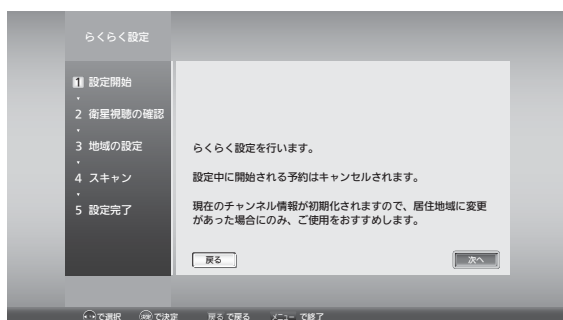 らくらく設定
1 設定開始
2 衛星視聴の確認
3 地域の設定
4 スキャン
5 設定完了
らくらく設定を行います。
設定中に開始される予約はキャンセルされます。
現在のチャンネル情報が初期化されますので、居住地域に変更
があった場合にのみ、ご使用をおすすめします。
戻る 次へ
で選択 決定 で決定 戻る で戻る メニュー で終了